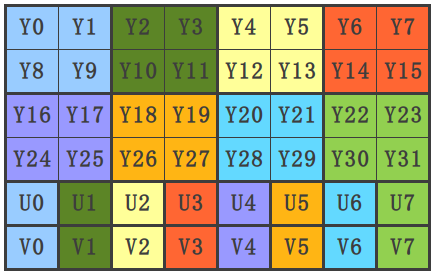 Y0 Y1 Y2 Y3 Y4 Y5 Y6 Y7
Y8 Y9 Y10 Y11 Y12 Y13 Y14 Y15
Y16 Y17 Y18 Y19 Y20 Y21 Y22 Y23
Y24 Y25 Y26 Y27 Y28 Y29 Y30 Y31
U0 U1 U2 U3 U4 U5 U6 U7
V0 V1 V2 V3 V4 V5 V6 V7